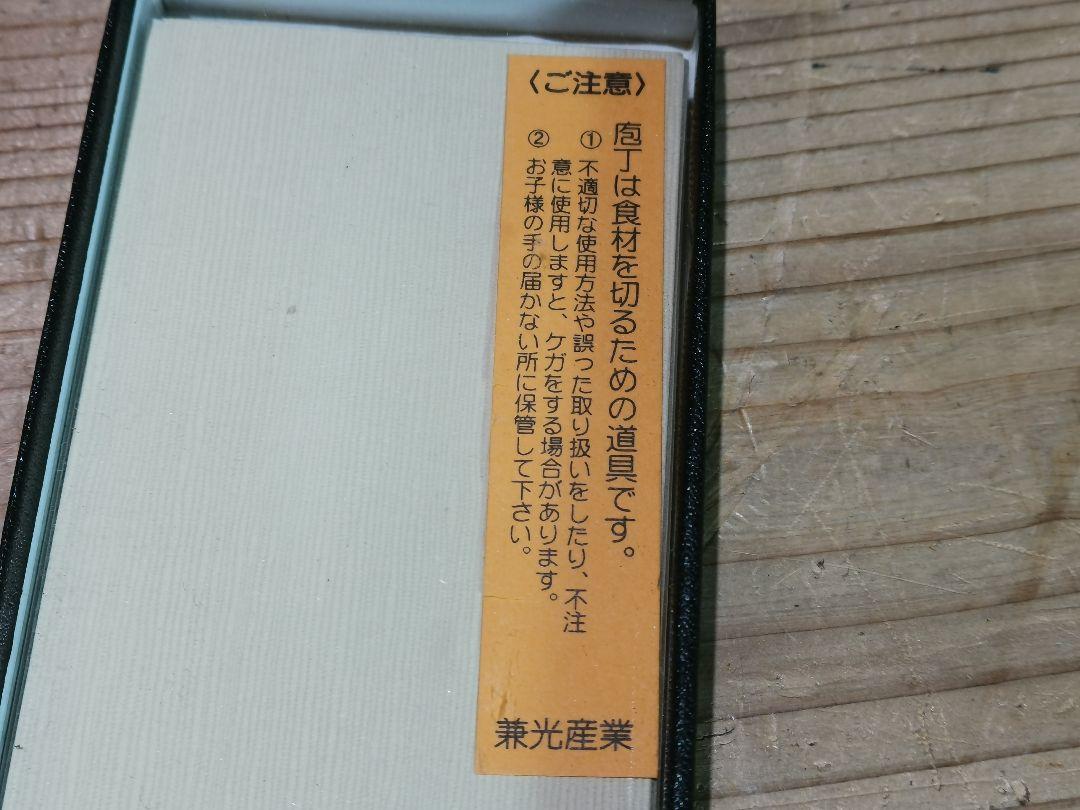 〈ご注意〉
庖丁は食材を切るための道具です。
① 不適切な使用方法や誤った取り扱いをしたり、不注
意に使用しますと、ケガをする場合があります。
② お子様の手の届かない所に保管して下さい。
兼光産業